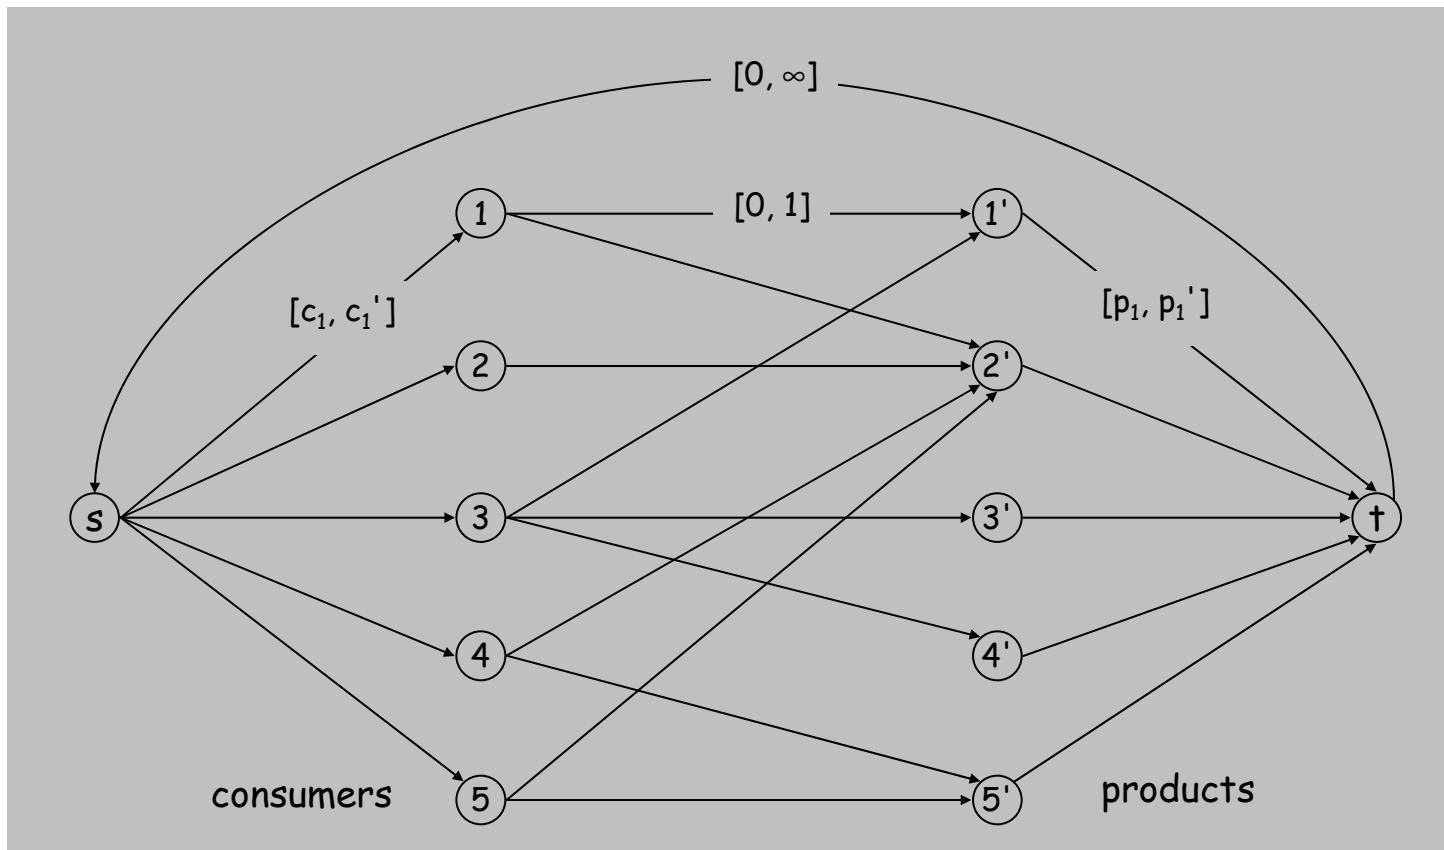 [0, ∞]
1
[0, 1]
1'
[c1, c1']
[p1, p1']
2
2'
s
3
3'
t
4
4'
consumers
5
5'
products